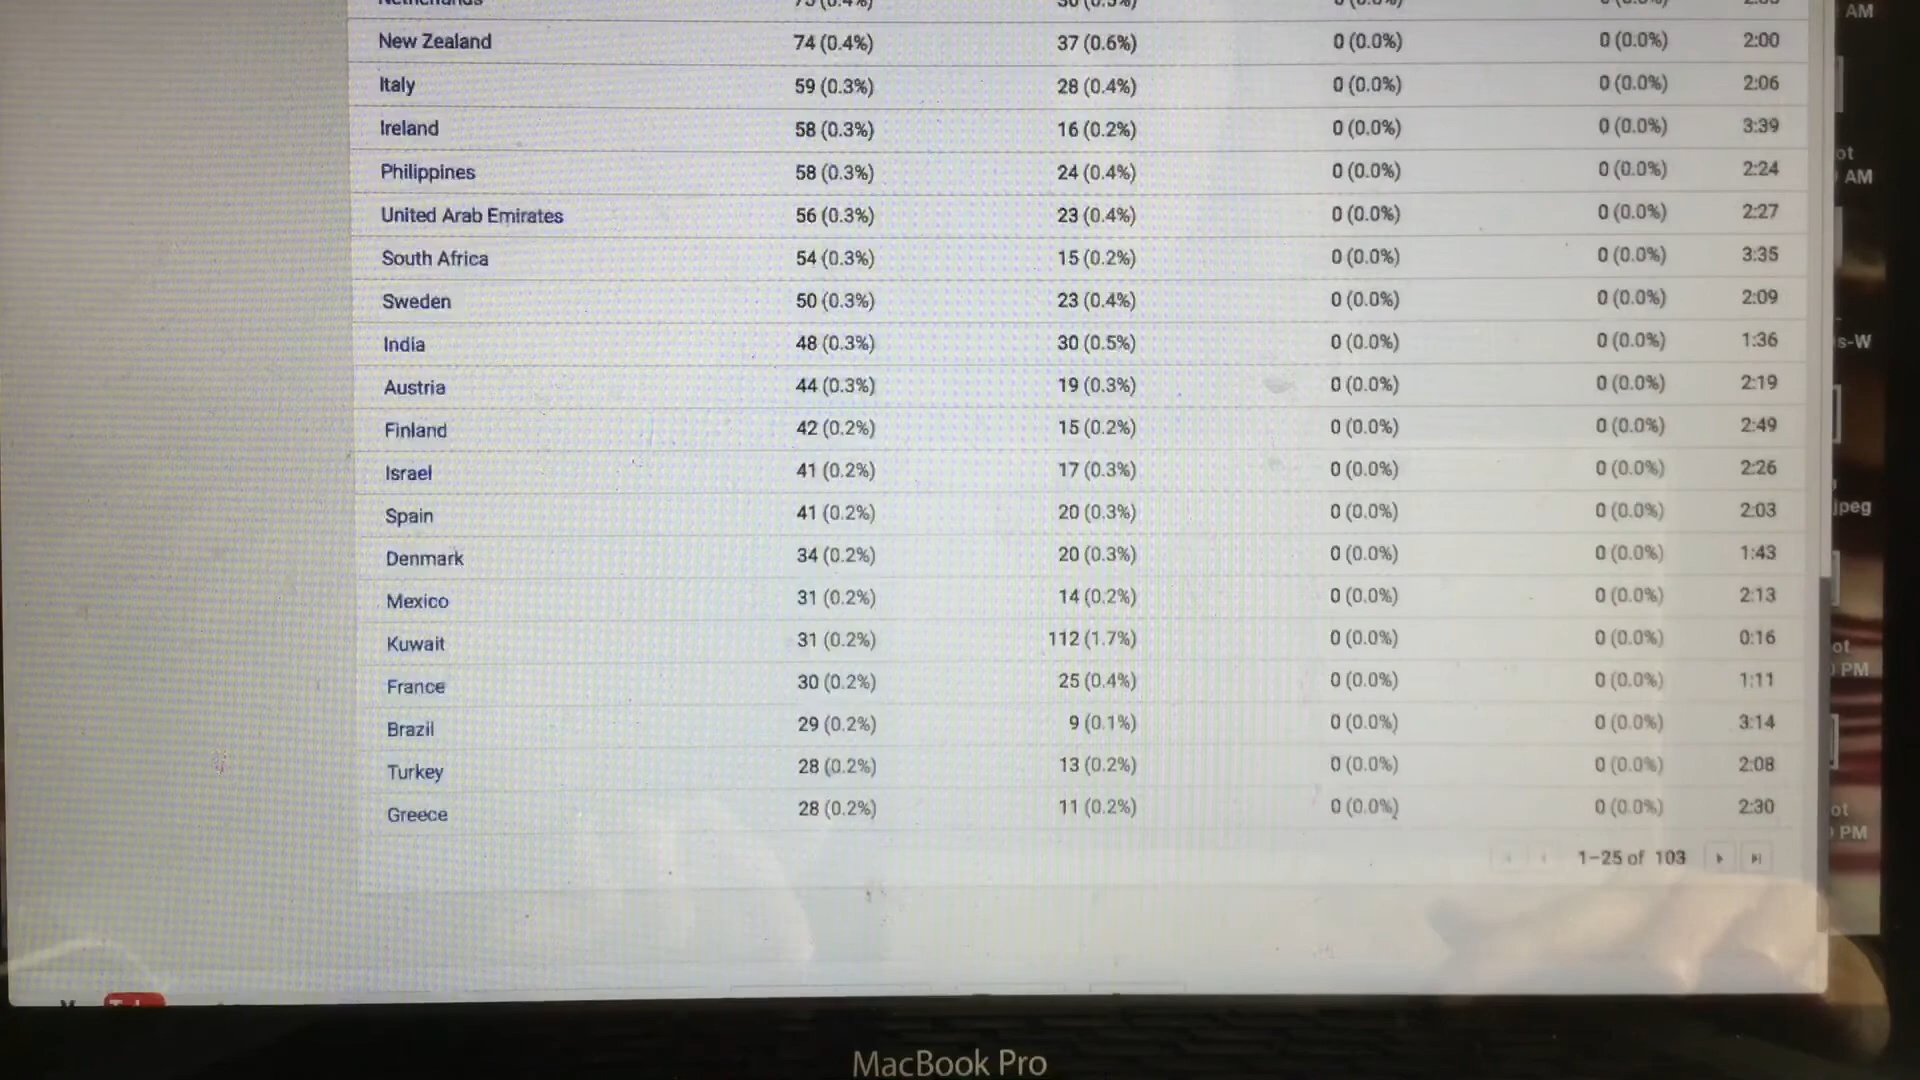 Netherlands
New Zealand 74 (0.4%) 37 (0.6%) 0 (0.0%) 0 (0.0%) 2:00
Italy 59 (0.3%) 28 (0.4%) 0 (0.0%) 0 (0.0%) 2:06
Ireland 58 (0.3%) 16 (0.2%) 0 (0.0%) 0 (0.0%) 3:39
Philippines 58 (0.3%) 24 (0.4%) 0 (0.0%) 0 (0.0%) 2:24
United Arab Emirates 56 (0.3%) 23 (0.4%) 0 (0.0%) 0 (0.0%) 2:27
South Africa 54 (0.3%) 15 (0.2%) 0 (0.0%) 0 (0.0%) 3:35
Sweden 50 (0.3%) 23 (0.4%) 0 (0.0%) 0 (0.0%) 2:09
India 48 (0.3%) 30 (0.5%) 0 (0.0%) 0 (0.0%) 1:36
Austria 44 (0.3%) 19 (0.3%) 0 (0.0%) 0 (0.0%) 2:19
Finland 42 (0.2%) 15 (0.2%) 0 (0.0%) 0 (0.0%) 2:49
Israel 41 (0.2%) 17 (0.3%) 0 (0.0%) 0 (0.0%) 2:26
Spain 41 (0.2%) 20 (0.3%) 0 (0.0%) 0 (0.0%) 2:03
Denmark 34 (0.2%) 20 (0.3%) 0 (0.0%) 0 (0.0%) 1:43
Mexico 31 (0.2%) 14 (0.2%) 0 (0.0%) 0 (0.0%) 2:13
Kuwait 31 (0.2%) 112 (1.7%) 0 (0.0%) 0 (0.0%) 0:16
France 30 (0.2%) 25 (0.4%) 0 (0.0%) 0 (0.0%) 1:11
Brazil 29 (0.2%) 9 (0.1%) 0 (0.0%) 0 (0.0%) 3:14
Turkey 28 (0.2%) 13 (0.2%) 0 (0.0%) 0 (0.0%) 2:08
Greece 28 (0.2%) 11 (0.2%) 0 (0.0%) 0 (0.0%) 2:30
1–25 of 103
AM
ot
AM
s-W
jpeg
ot
PM
ot
PM
MacBook Pro